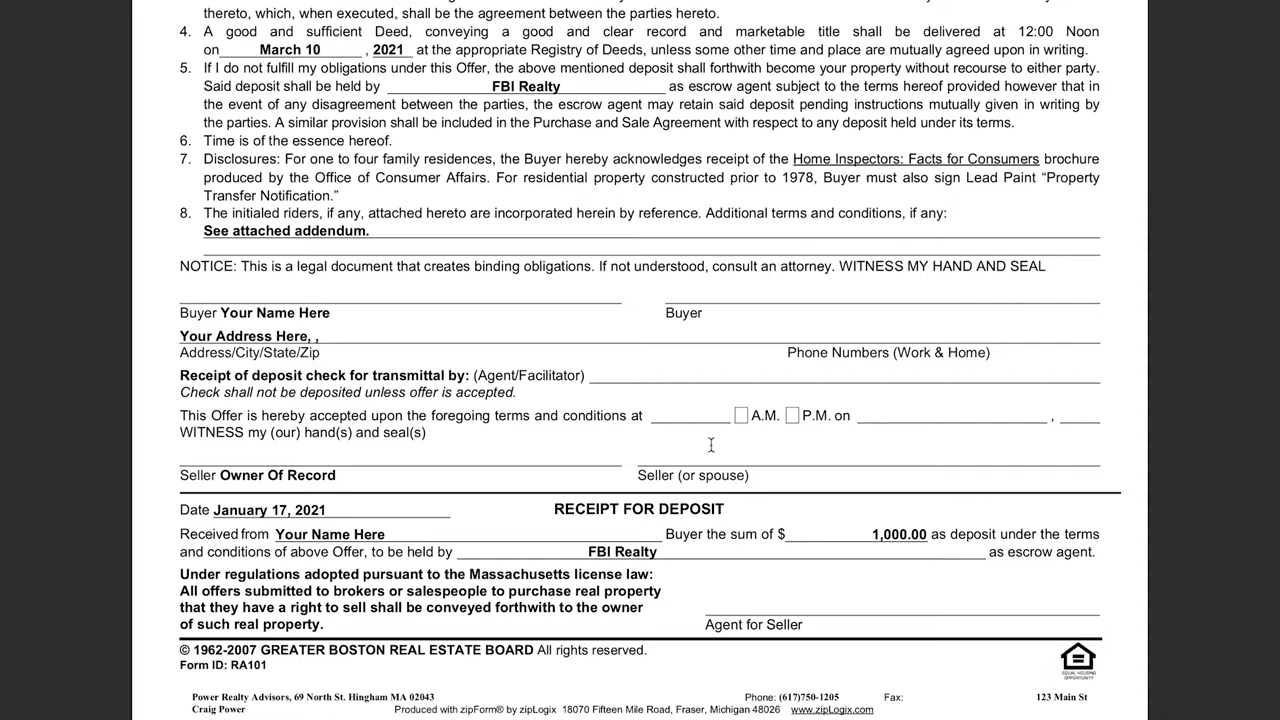 thereto, which, when executed, shall be the agreement between the parties hereto.
4. A good and sufficient Deed, conveying a good and clear record and marketable title shall be delivered at 12:00 Noon
on March 10 , 2021 at the appropriate Registry of Deeds, unless some other time and place are mutually agreed upon in writing.
5. If I do not fulfill my obligations under this Offer, the above mentioned deposit shall forthwith become your property without recourse to either party.
Said deposit shall be held by FBI Realty as escrow agent subject to the terms hereof provided however that in
the event of any disagreement between the parties, the escrow agent may retain said deposit pending instructions mutually given in writing by
the parties. A similar provision shall be included in the Purchase and Sale Agreement with respect to any deposit held under its terms.
6. Time is of the essence hereof.
7. Disclosures: For one to four family residences, the Buyer hereby acknowledges receipt of the Home Inspectors: Facts for Consumers brochure
produced by the Office of Consumer Affairs. For residential property constructed prior to 1978, Buyer must also sign Lead Paint “Property
Transfer Notification.”
8. The initialed riders, if any, attached hereto are incorporated herein by reference. Additional terms and conditions, if any:
See attached addendum.
NOTICE: This is a legal document that creates binding obligations. If not understood, consult an attorney. WITNESS MY HAND AND SEAL
Buyer Your Name Here Buyer
Your Address Here, ,
Address/City/State/Zip Phone Numbers (Work & Home)
Receipt of deposit check for transmittal by: (Agent/Facilitator)
Check shall not be deposited unless offer is accepted.
This Offer is hereby accepted upon the foregoing terms and conditions at A.M. P.M. on ,
WITNESS my (our) hand(s) and seal(s)
Seller Owner Of Record Seller (or spouse)
Date January 17, 2021 RECEIPT FOR DEPOSIT
Received from Your Name Here Buyer the sum of $ 1,000.00 as deposit under the terms
and conditions of above Offer, to be held by FBI Realty as escrow agent.
Under regulations adopted pursuant to the Massachusetts license law:
All offers submitted to brokers or salespeople to purchase real property
that they have a right to sell shall be conveyed forthwith to the owner
of such real property. Agent for Seller
© 1962-2007 GREATER BOSTON REAL ESTATE BOARD All rights reserved.
Form ID: RA101
EQUAL HOUSING
OPPORTUNITY
Power Realty Advisors, 69 North St. Hingham MA 02043 Phone: (617)750-1205 Fax: 123 Main St
Craig Power Produced with zipForm® by zipLogix 18070 Fifteen Mile Road, Fraser, Michigan 48026 www.zipLogix.com